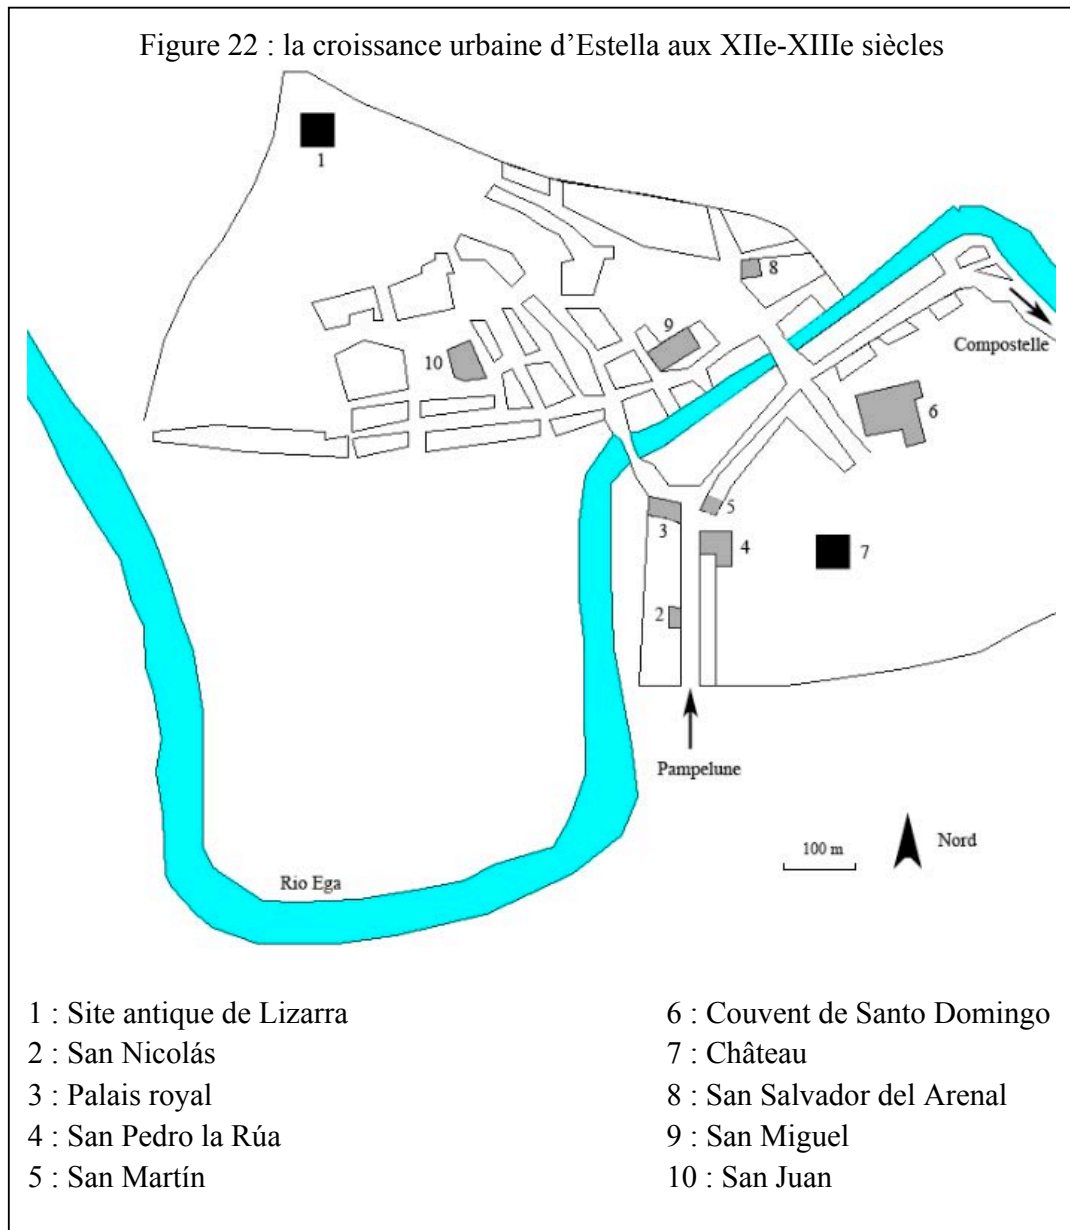 Figure 22 : la croissance urbaine d’Estella aux XIIe-XIIIe siècles
1
8
9
10
Compostelle
6
5
3
4
7
2
Pampelune
100 m
Nord
Rio Ega
1 : Site antique de Lizarra
2 : San Nicolás
3 : Palais royal
4 : San Pedro la Rúa
5 : San Martín
6 : Couvent de Santo Domingo
7 : Château
8 : San Salvador del Arenal
9 : San Miguel
10 : San Juan